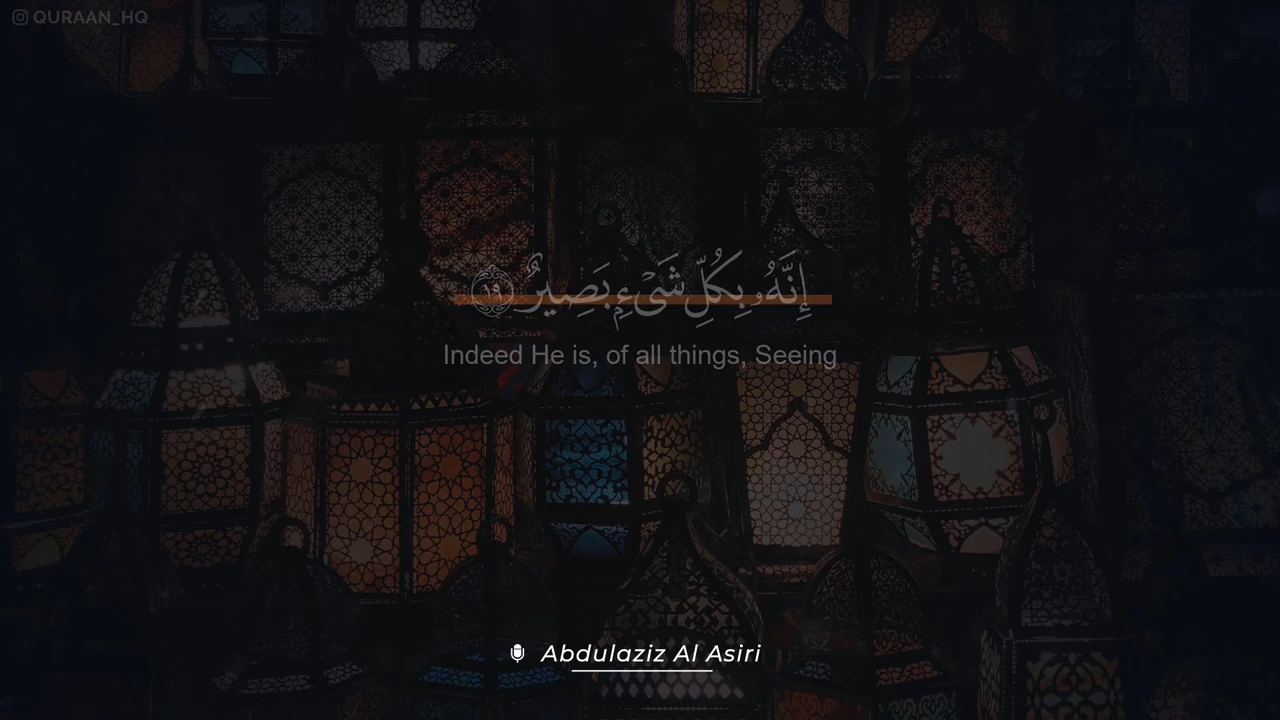 QURAAN_HQ
إِنَّهُۥ بِكُلِّ شَىْءٍۭ بَصِيرٌ ۝١٩
Indeed He is, of all things, Seeing
Abdulaziz Al Asiri